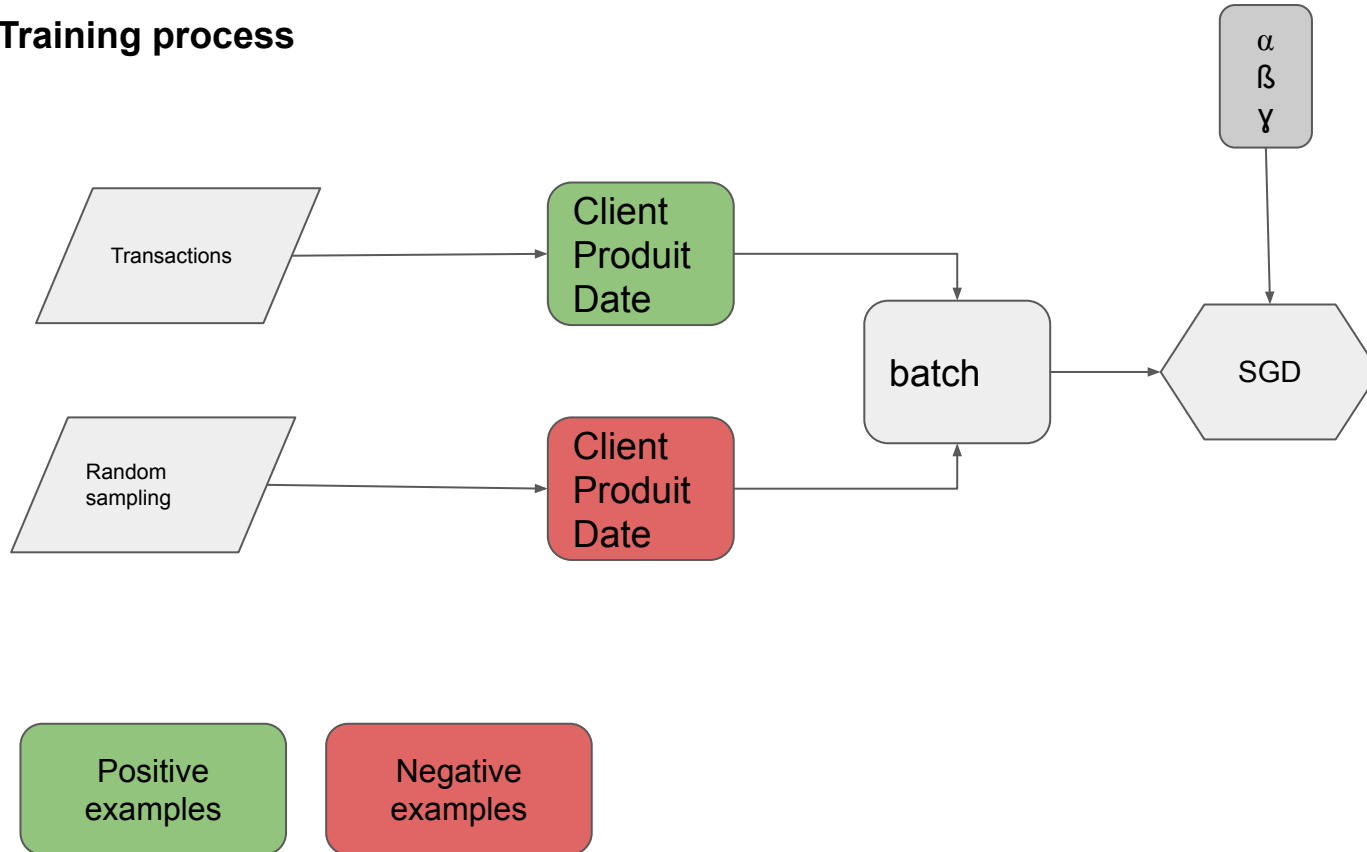 Training process
α
ß
ɣ
Transactions
Client
Produit
Date
batch
SGD
Random
sampling
Client
Produit
Date
Positive
examples
Negative
examples